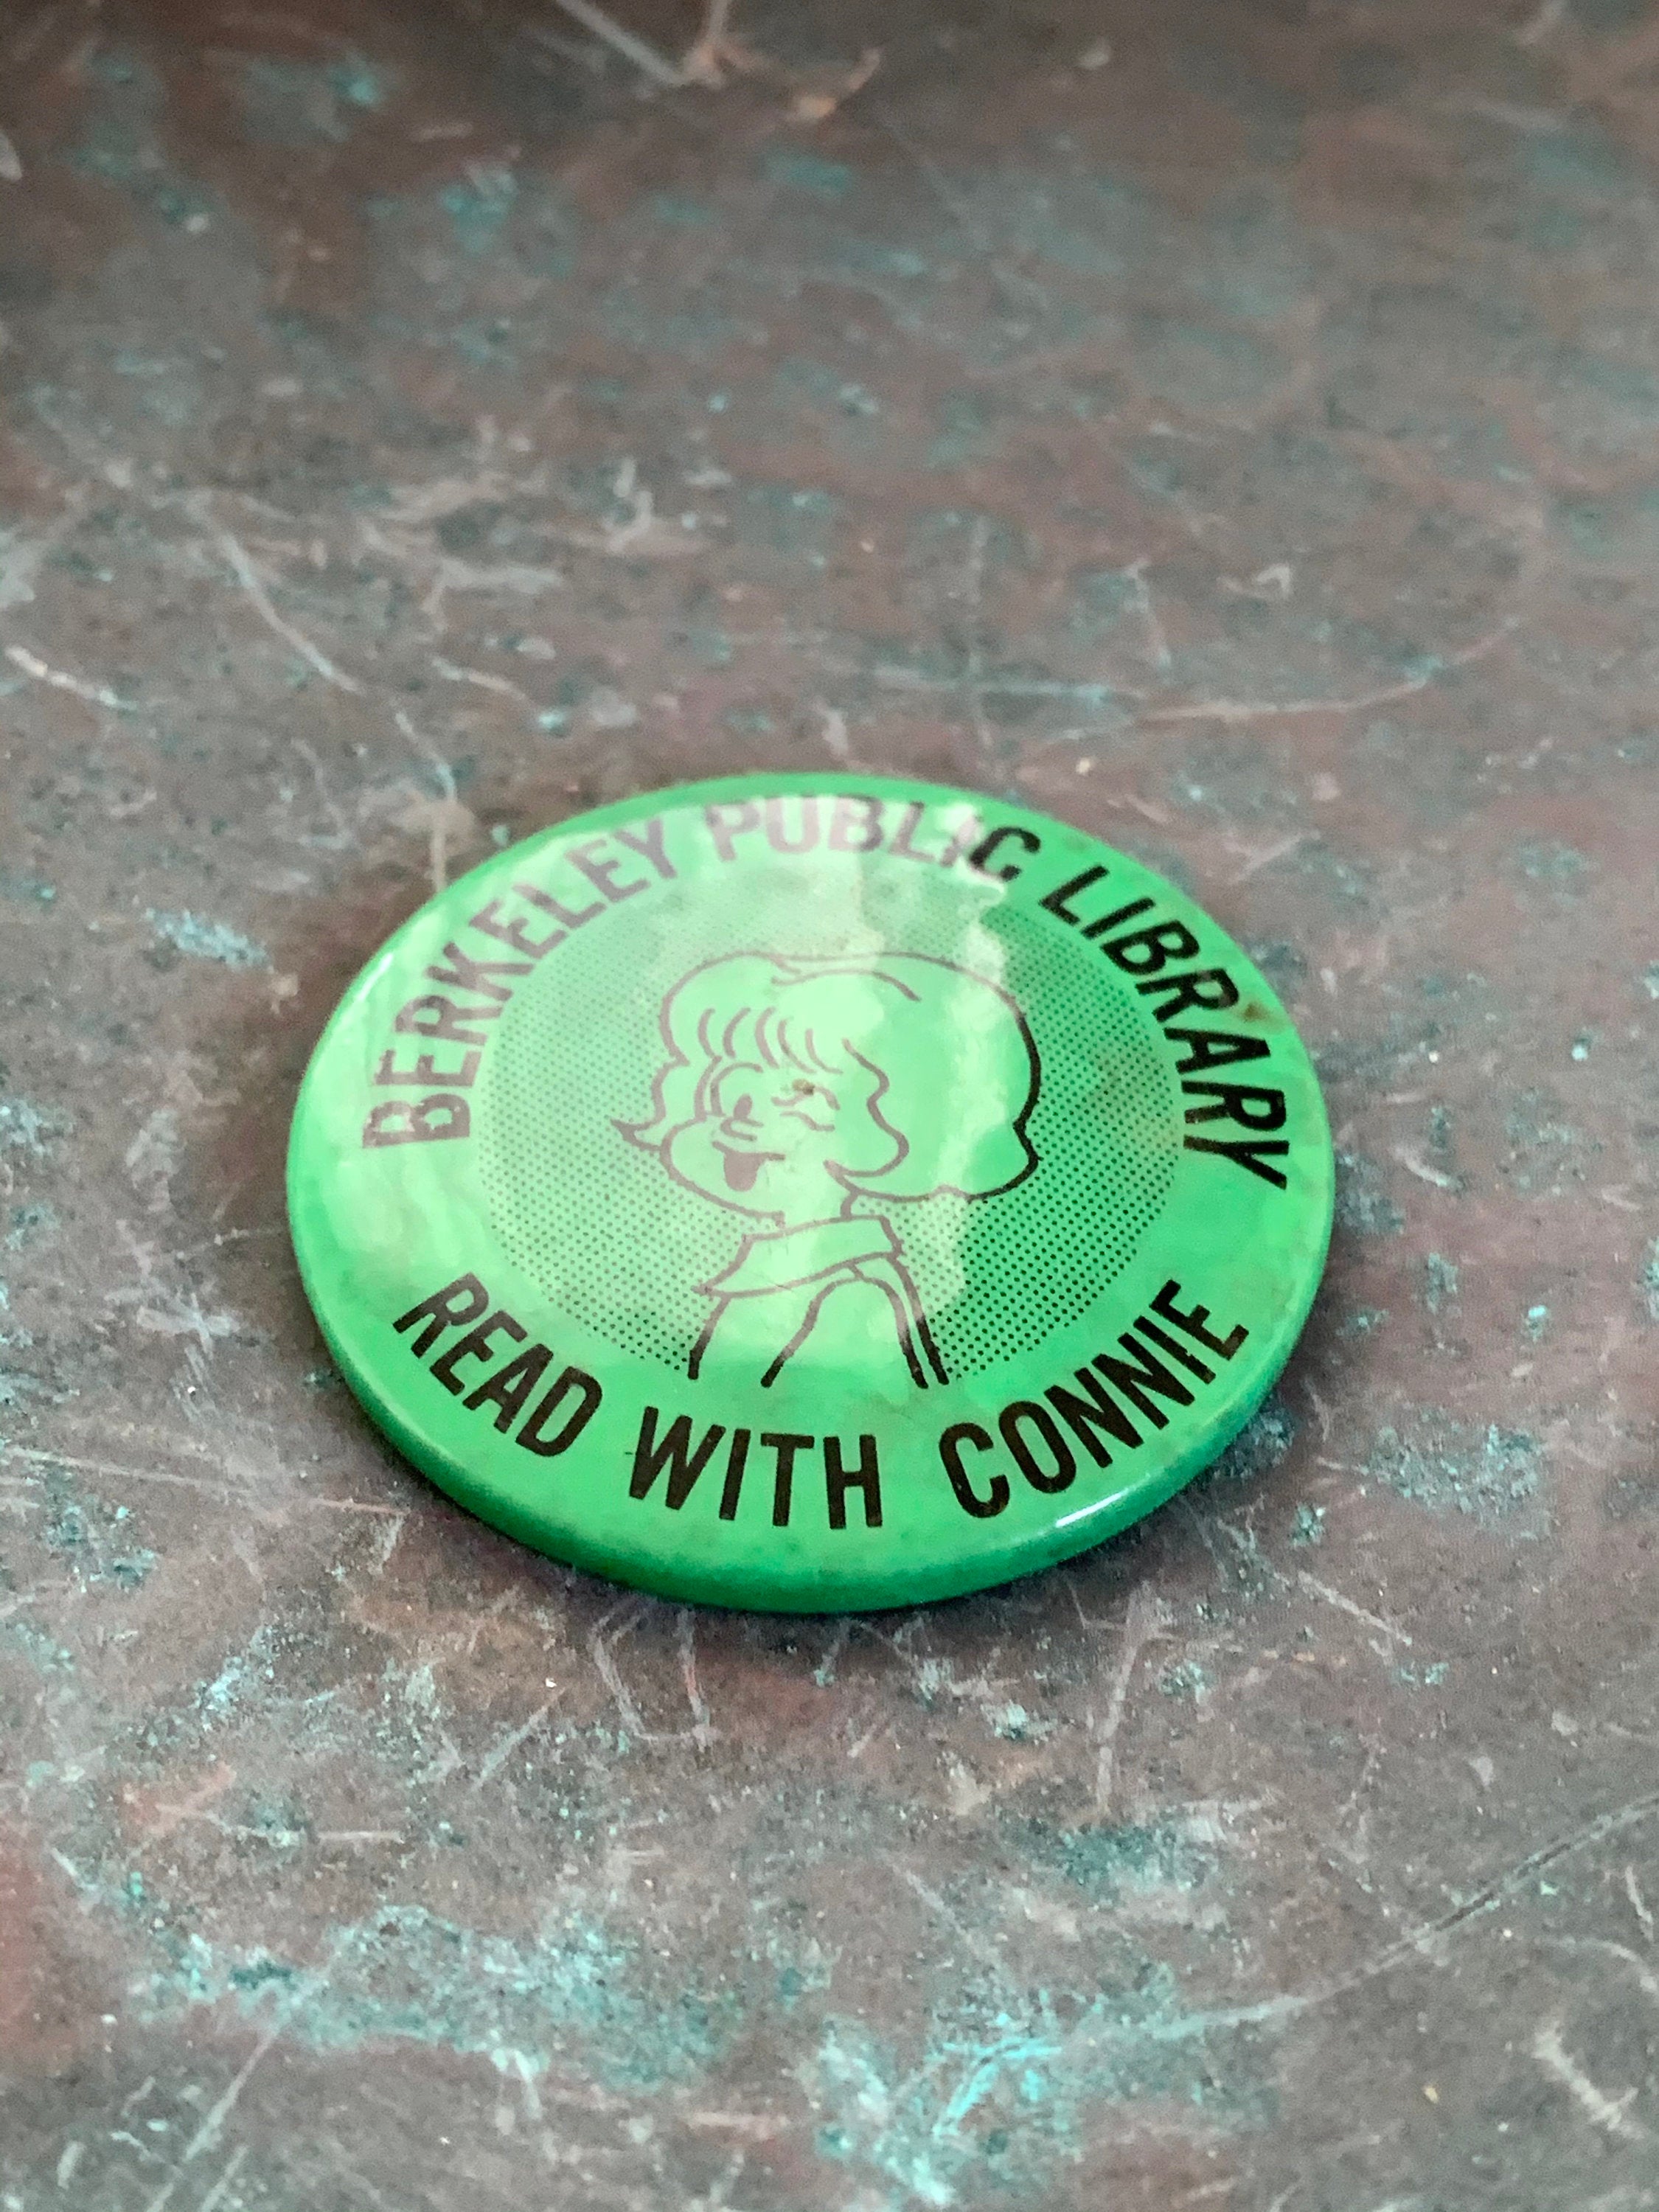 BERKELEY PUBLIC LIBRARY
READ WITH CONNIE